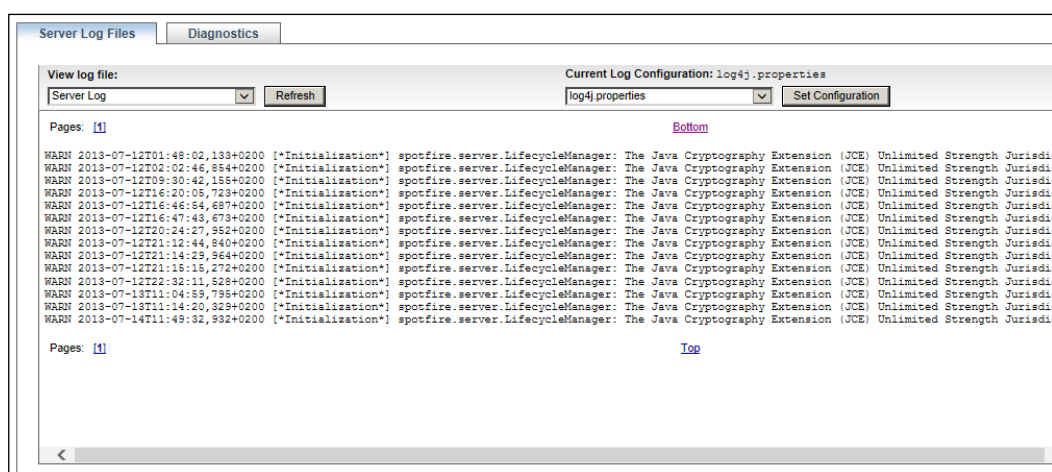 Server Log Files Diagnostics
View log file: Current Log Configuration: log4j.properties
Server Log Refresh log4j.properties Set Configuration
Pages: [1] Bottom
WARN 2013-07-12T01:48:02,133+0200 [*Initialization*] spotfire.server.LifecycleManager: The Java Cryptography Extension (JCE) Unlimited Strength Jurisdi
WARN 2013-07-12T02:02:46,854+0200 [*Initialization*] spotfire.server.LifecycleManager: The Java Cryptography Extension (JCE) Unlimited Strength Jurisdi
WARN 2013-07-12T09:30:42,155+0200 [*Initialization*] spotfire.server.LifecycleManager: The Java Cryptography Extension (JCE) Unlimited Strength Jurisdi
WARN 2013-07-12T16:20:05,723+0200 [*Initialization*] spotfire.server.LifecycleManager: The Java Cryptography Extension (JCE) Unlimited Strength Jurisdi
WARN 2013-07-12T16:46:54,687+0200 [*Initialization*] spotfire.server.LifecycleManager: The Java Cryptography Extension (JCE) Unlimited Strength Jurisdi
WARN 2013-07-12T16:47:43,673+0200 [*Initialization*] spotfire.server.LifecycleManager: The Java Cryptography Extension (JCE) Unlimited Strength Jurisdi
WARN 2013-07-12T20:24:27,952+0200 [*Initialization*] spotfire.server.LifecycleManager: The Java Cryptography Extension (JCE) Unlimited Strength Jurisdi
WARN 2013-07-12T21:12:44,840+0200 [*Initialization*] spotfire.server.LifecycleManager: The Java Cryptography Extension (JCE) Unlimited Strength Jurisdi
WARN 2013-07-12T21:14:29,964+0200 [*Initialization*] spotfire.server.LifecycleManager: The Java Cryptography Extension (JCE) Unlimited Strength Jurisdi
WARN 2013-07-12T21:15:15,272+0200 [*Initialization*] spotfire.server.LifecycleManager: The Java Cryptography Extension (JCE) Unlimited Strength Jurisdi
WARN 2013-07-12T22:32:11,528+0200 [*Initialization*] spotfire.server.LifecycleManager: The Java Cryptography Extension (JCE) Unlimited Strength Jurisdi
WARN 2013-07-13T11:04:59,795+0200 [*Initialization*] spotfire.server.LifecycleManager: The Java Cryptography Extension (JCE) Unlimited Strength Jurisdi
WARN 2013-07-13T11:14:20,329+0200 [*Initialization*] spotfire.server.LifecycleManager: The Java Cryptography Extension (JCE) Unlimited Strength Jurisdi
WARN 2013-07-14T11:49:32,932+0200 [*Initialization*] spotfire.server.LifecycleManager: The Java Cryptography Extension (JCE) Unlimited Strength Jurisdi
Pages: [1] Top